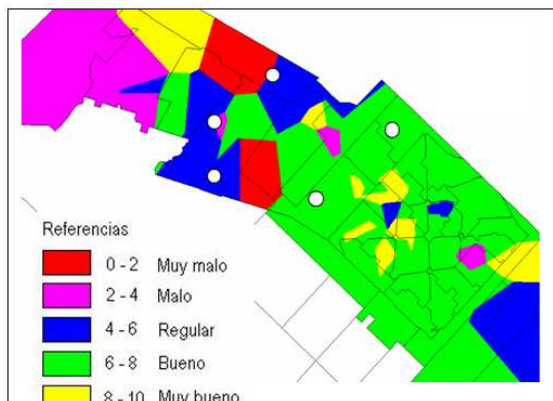 Referencias
0 - 2 Muy malo
2 - 4 Malo
4 - 6 Regular
6 - 8 Bueno
8 - 10 Muy bueno